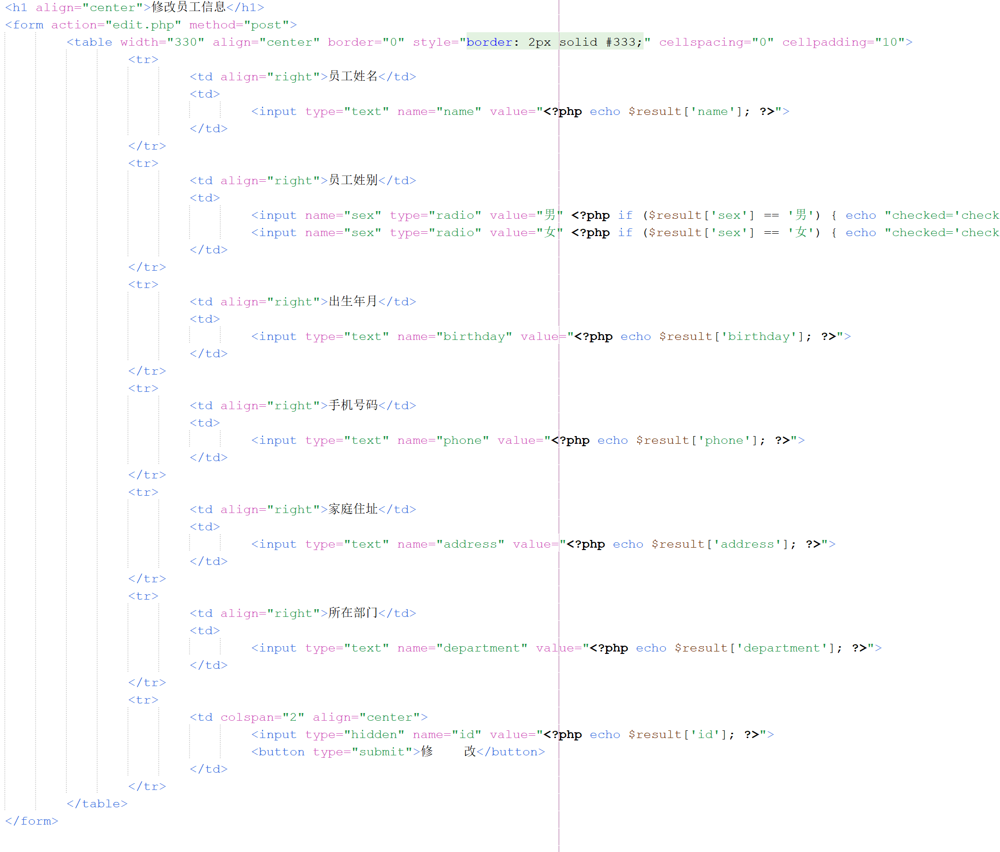 <h1 align="center">修改员工信息</h1>
<form action="edit.php" method="post">
<table width="330" align="center" border="0" style="border: 2px solid #333;" cellspacing="0" cellpadding="10">
<tr>
<td align="right">员工姓名</td>
<td>
<input type="text" name="name" value="<?php echo $result['name']; ?>">
</td>
</tr>
<tr>
<td align="right">员工姓别</td>
<td>
<input name="sex" type="radio" value="男" <?php if ($result['sex'] == '男') { echo "checked='check
<input name="sex" type="radio" value="女" <?php if ($result['sex'] == '女') { echo "checked='check
</td>
</tr>
<tr>
<td align="right">出生年月</td>
<td>
<input type="text" name="birthday" value="<?php echo $result['birthday']; ?>">
</td>
</tr>
<tr>
<td align="right">手机号码</td>
<td>
<input type="text" name="phone" value="<?php echo $result['phone']; ?>">
</td>
</tr>
<tr>
<td align="right">家庭住址</td>
<td>
<input type="text" name="address" value="<?php echo $result['address']; ?>">
</td>
</tr>
<tr>
<td align="right">所在部门</td>
<td>
<input type="text" name="department" value="<?php echo $result['department']; ?>">
</td>
</tr>
<tr>
<td colspan="2" align="center">
<input type="hidden" name="id" value="<?php echo $result['id']; ?>">
<button type="submit">修    改</button>
</td>
</tr>
</table>
</form>